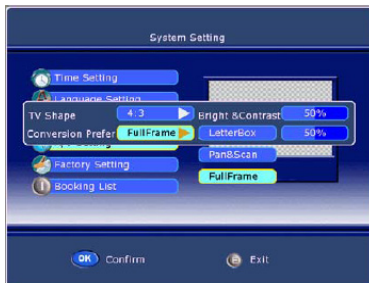 System Setting
Time Setting
Language Setting
TV Shape 4:3 Bright &Contrast 50%
Conversion Prefer FullFrame LetterBox 50%
Pan&Scan
Factory Setting
FullFrame
Booking List
OK Confirm Exit